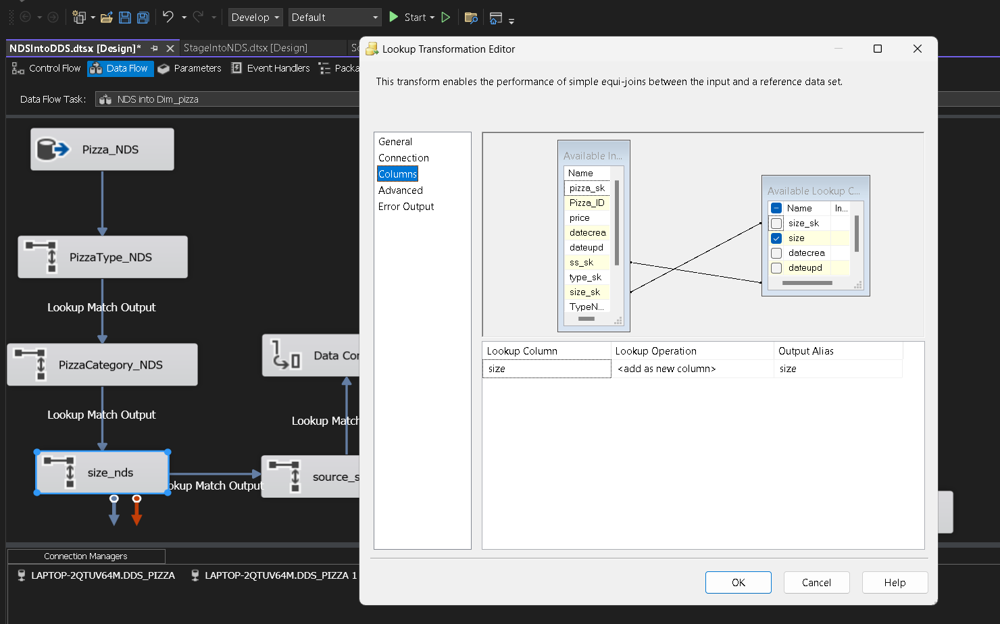 Develop
Default
Start
NDSIntoDDS.dtsx [Design]*
StageIntoNDS.dtsx [Design]
Control Flow
Data Flow
Parameters
Event Handlers
Packa
Data Flow Task:
NDS into Dim_pizza
Pizza_NDS
PizzaType_NDS
Lookup Match Output
PizzaCategory_NDS
Lookup Match Output
size_nds
okup Match Output
Data Con
Lookup Match
source_s
Connection Managers
LAPTOP-2QTUV64M.DDS_PIZZA
LAPTOP-2QTUV64M.DDS_PIZZA 1
Lookup Transformation Editor
This transform enables the performance of simple equi-joins between the input and a reference data set.
General
Connection
Columns
Advanced
Error Output
Available In...
Name
pizza_sk
Pizza_ID
price
datecrea
dateupd
ss_sk
type_sk
size_sk
TypeN...
Available Lookup C...
Name In...
size_sk
size
datecrea
dateupd
Lookup Column Lookup Operation Output Alias
size <add as new column> size
OK
Cancel
Help